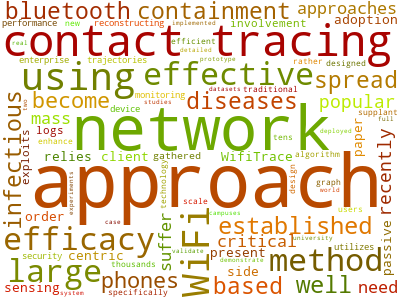 bluetooth containment approaches
performance new reconstructing involvement adoption
contact tracing
real implemented detailed
enterprise efficient trajectories rather designed
using effective spread
prototype
diseases
become
device monitoring datasets traditional
studies
supplant full
mass popular
enhance two
logs paper
relies client gathered WifiTrace
tens deployed
infectious exploits network recently
algorithm
technology design graph world
approach
experiments
order scale users
case campuses
efficacy suffer WiFi established
university
security centric critical method passive
validate utilizes
thousands demonstrate
present side
large phones based well need
sensing system specifically